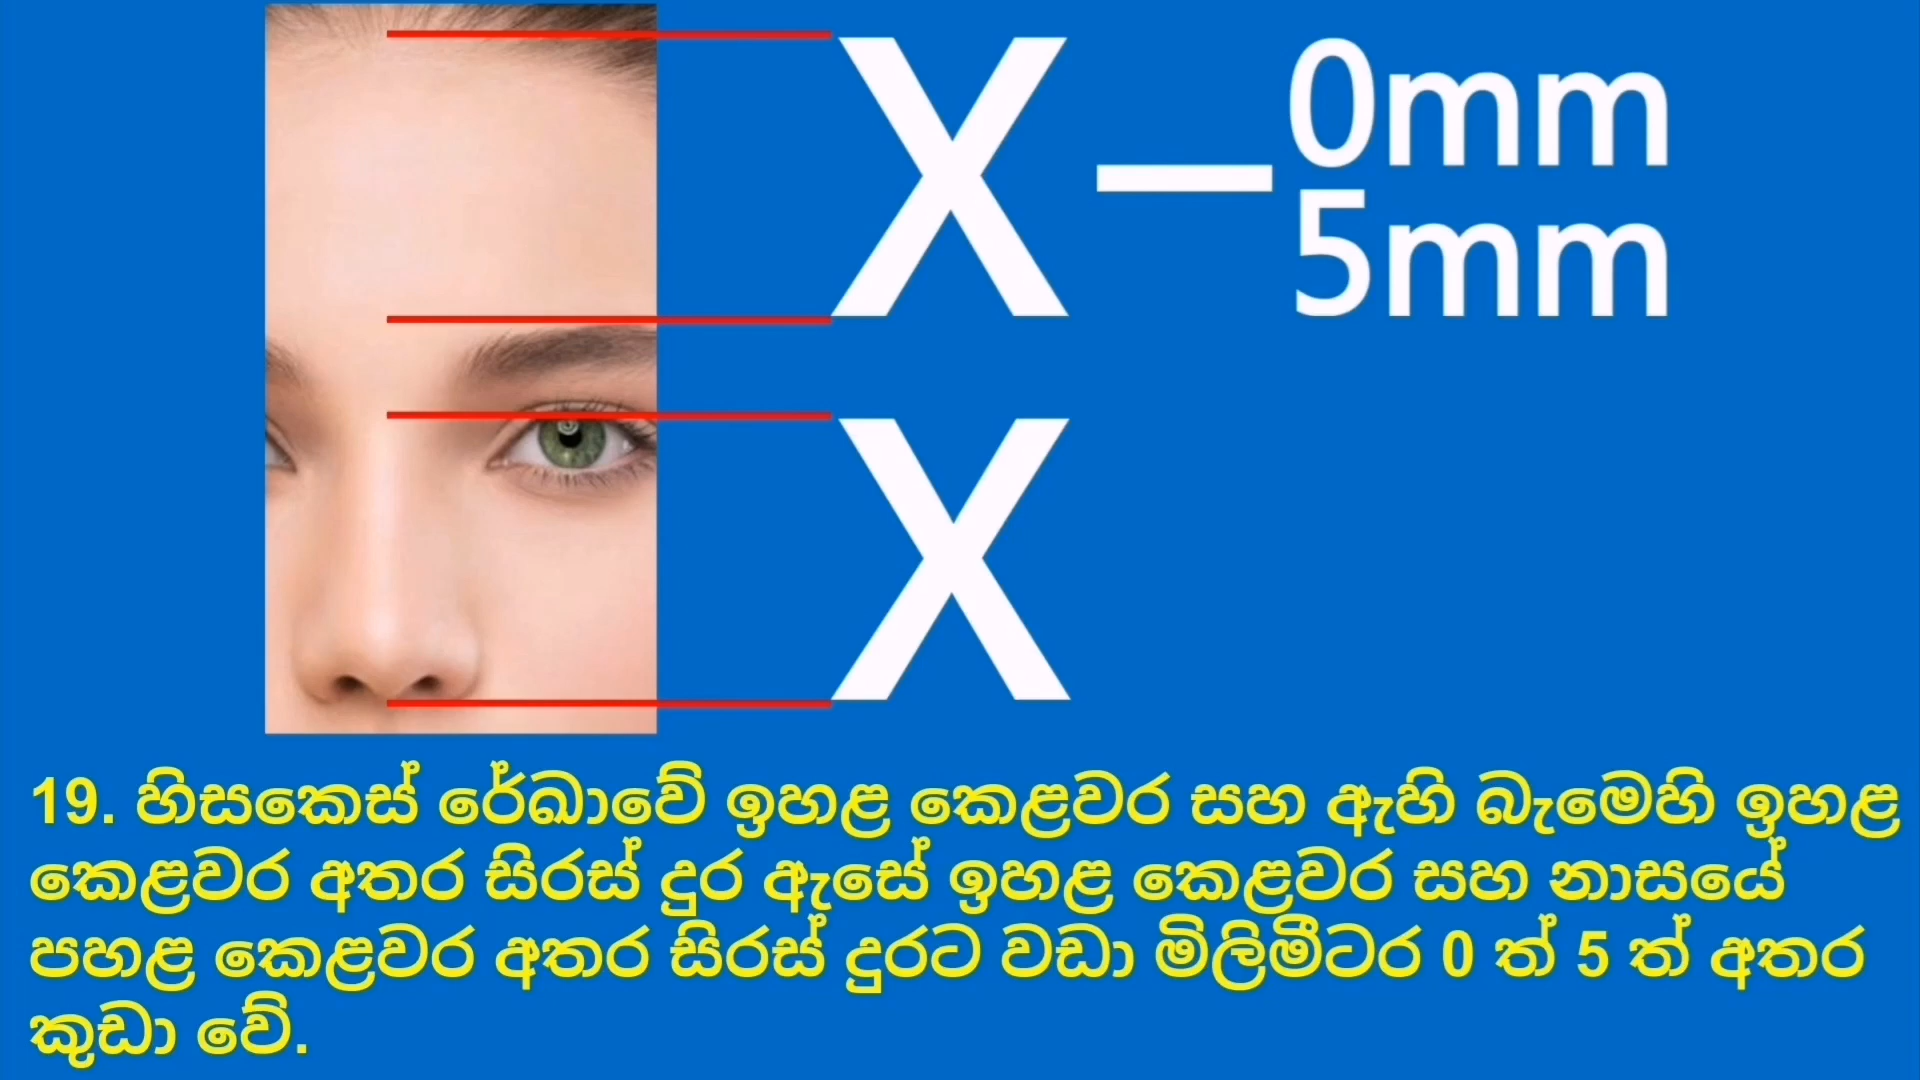 X – 0mm
5mm
X
19. හිසකෙස් රේඛාවේ ඉහළ කෙළවර සහ ඇහි බැමෙහි ඉහළ
කෙළවර අතර සිරස් දුර ඇසේ ඉහළ කෙළවර සහ නාසයේ
පහළ කෙළවර අතර සිරස් දුරට වඩා මිලිමීටර 0 ත් 5 ත් අතර
කුඩා වේ.